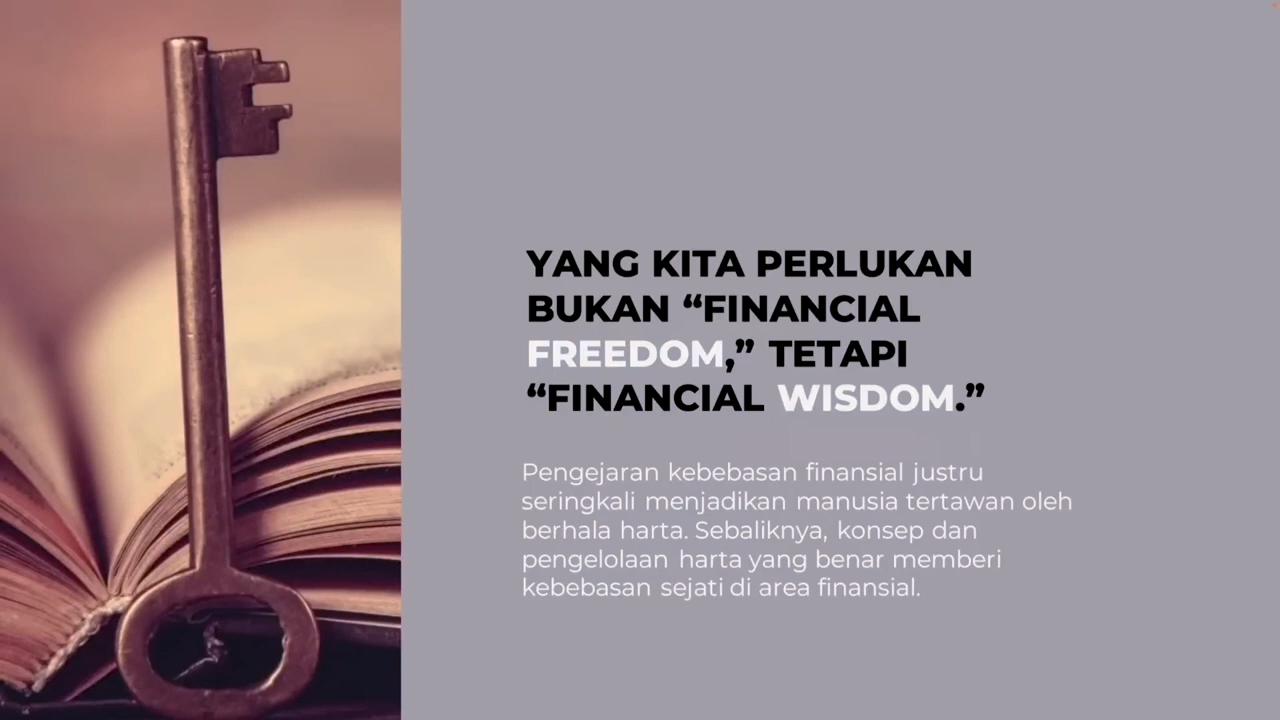 YANG KITA PERLUKAN
BUKAN “FINANCIAL
FREEDOM,” TETAPI
“FINANCIAL WISDOM.”
Pengejaran kebebasan finansial justru
seringkali menjadikan manusia tertawan oleh
berhala harta. Sebaliknya, konsep dan
pengelolaan harta yang benar memberi
kebebasan sejati di area finansial.